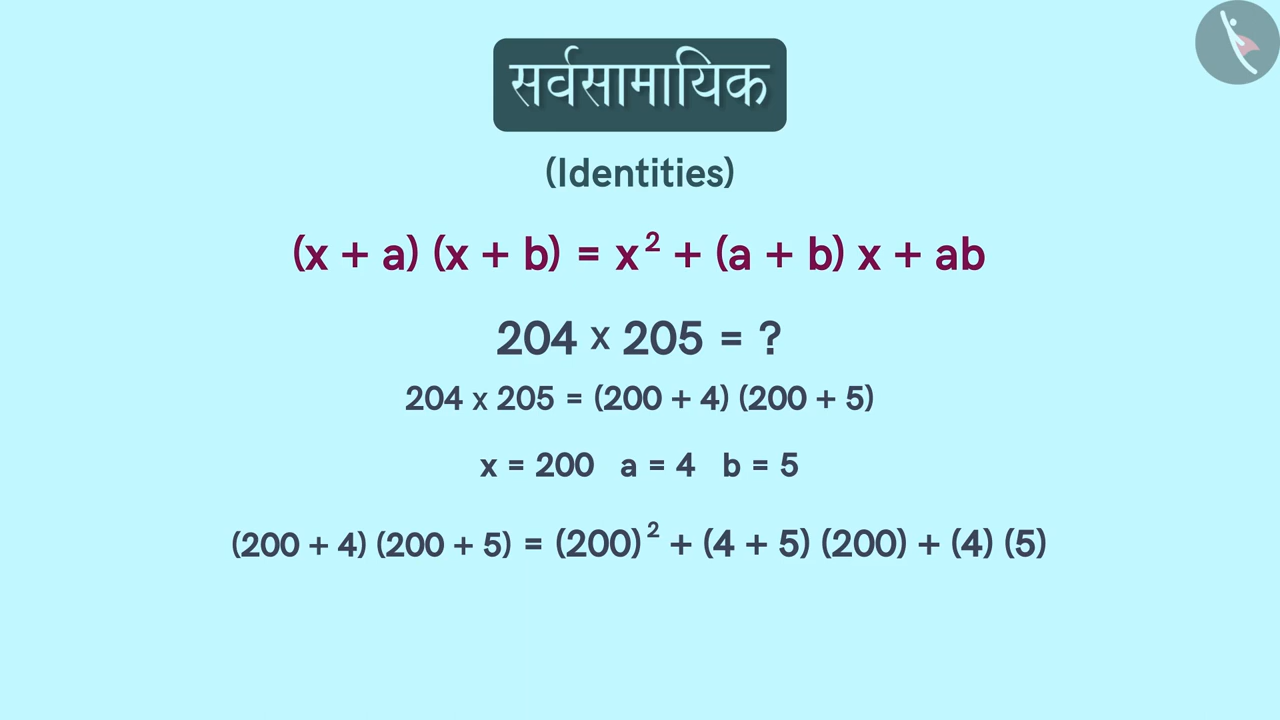 सर्वसामायिक
(Identities)
(x + a) (x + b) = x² + (a + b) x + ab
204 x 205 = ?
204 x 205 = (200 + 4) (200 + 5)
x = 200 a = 4 b = 5
(200 + 4) (200 + 5) = (200)² + (4 + 5) (200) + (4) (5)